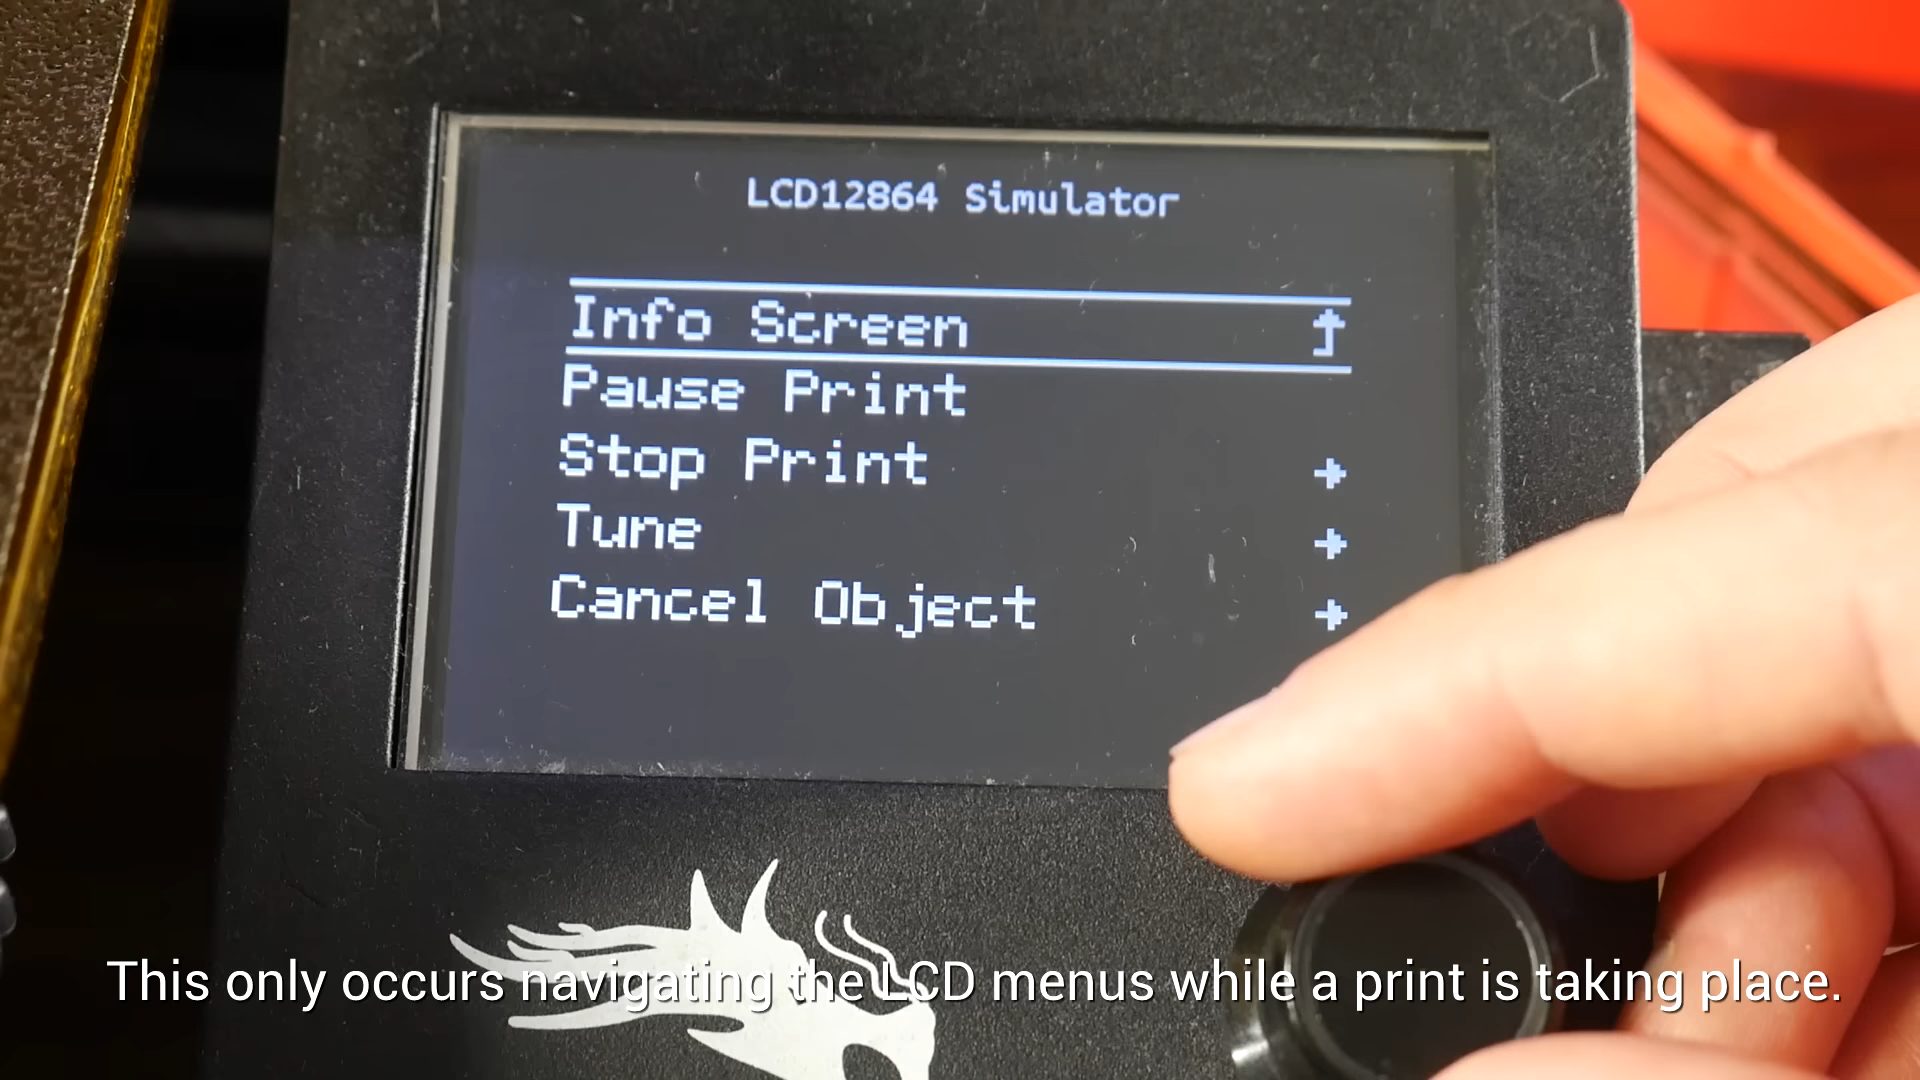 LCD12864 Simulator
Info Screen
Pause Print
Stop Print
Tune
Cancel Object
This only occurs navigating the LCD menus while a print is taking place.